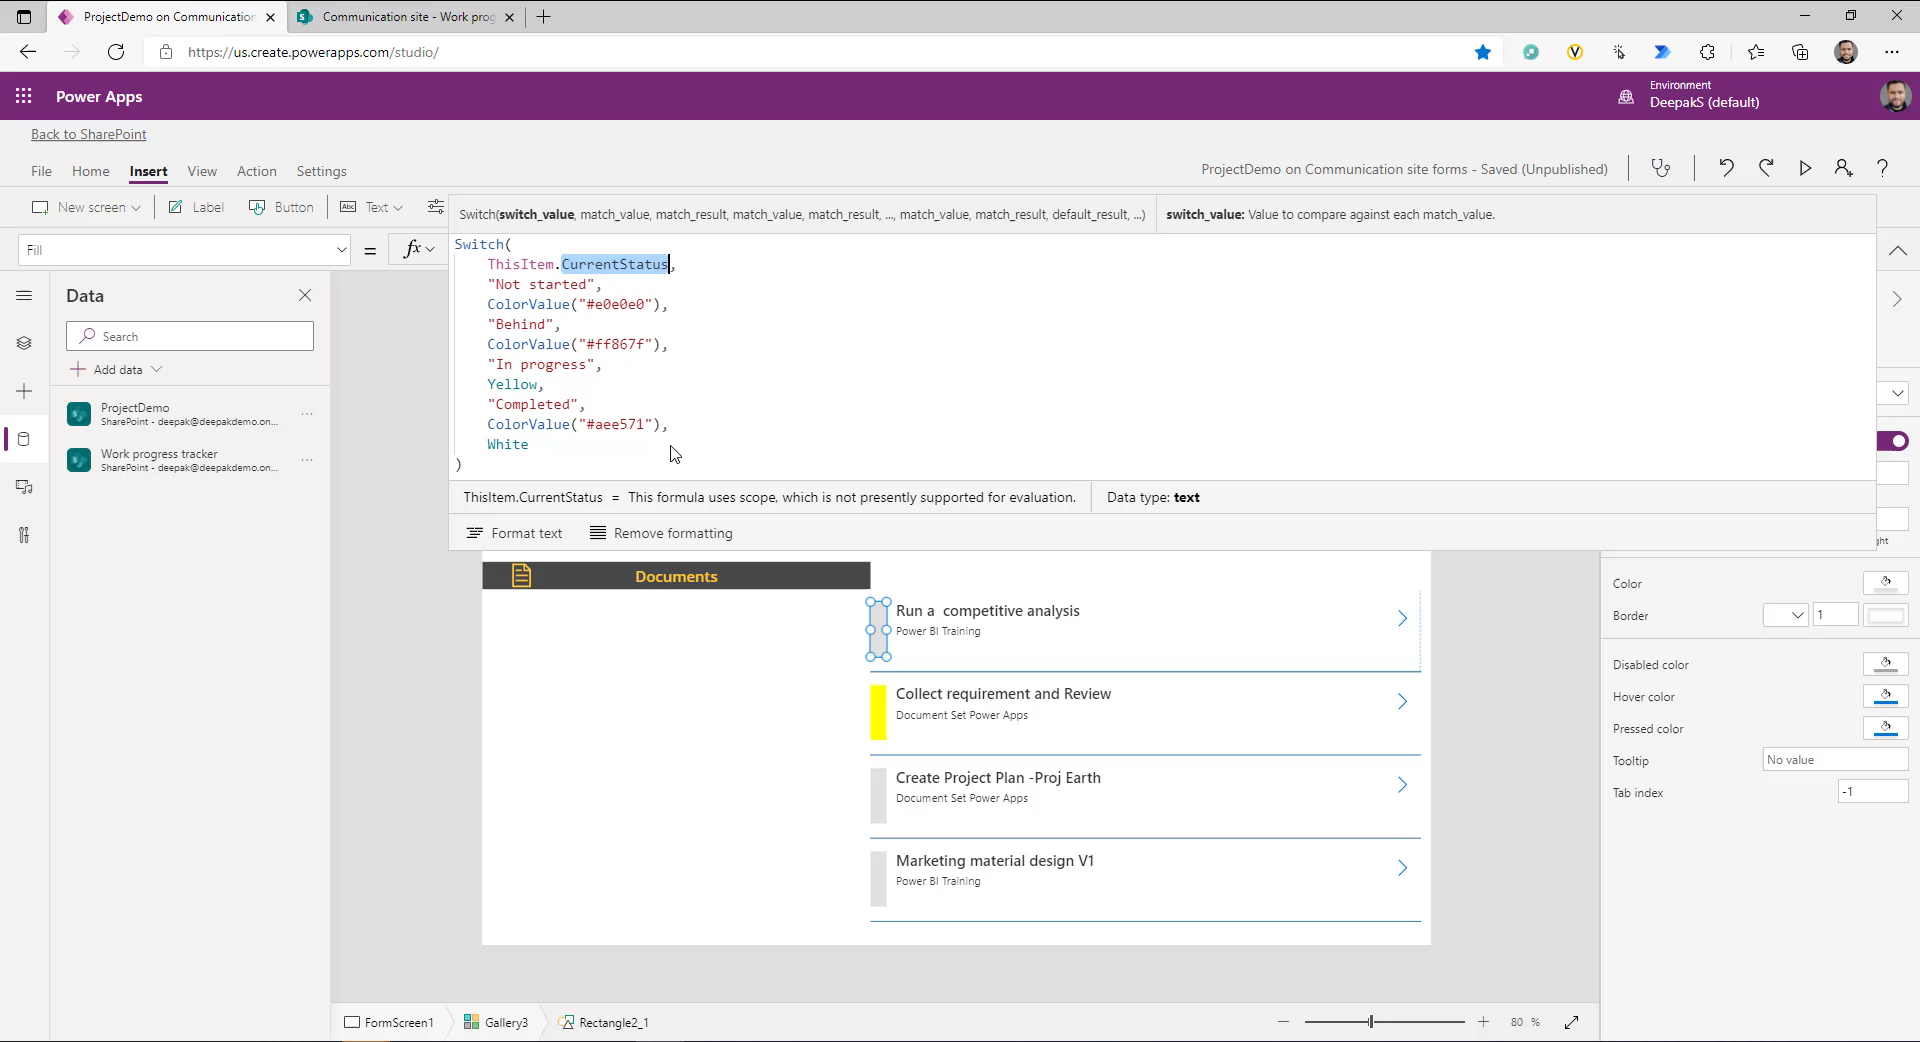 ProjectDemo on Communication
Communication site - Work prog
https://us.create.powerapps.com/studio/
Power Apps
Environment
DeepakS (default)
Back to SharePoint
File
Home
Insert
View
Action
Settings
ProjectDemo on Communication site forms - Saved (Unpublished)
New screen
Label
Button
Abc
Text
Switch(switch_value, match_value, match_result, match_value, match_result, ..., match_value, match_result, default_result, ...)
switch_value: Value to compare against each match_value.
Fill
=
fx
Switch(
ThisItem.CurrentStatus,
"Not started",
ColorValue("#e0e0e0"),
"Behind",
ColorValue("#ff867f"),
"In progress",
Yellow,
"Completed",
ColorValue("#aee571"),
White
)
ThisItem.CurrentStatus = This formula uses scope, which is not presently supported for evaluation.
Data type: text
Format text
Remove formatting
Data
Search
Add data
ProjectDemo
SharePoint - deepak@deepakdemo.on...
Work progress tracker
SharePoint - deepak@deepakdemo.on...
Documents
Run a  competitive analysis
Power BI Training
Collect requirement and Review
Document Set Power Apps
Create Project Plan -Proj Earth
Document Set Power Apps
Marketing material design V1
Power BI Training
ght
Color
Border
1
Disabled color
Hover color
Pressed color
Tooltip
No value
Tab index
-1
FormScreen1
Gallery3
Rectangle2_1
80 %